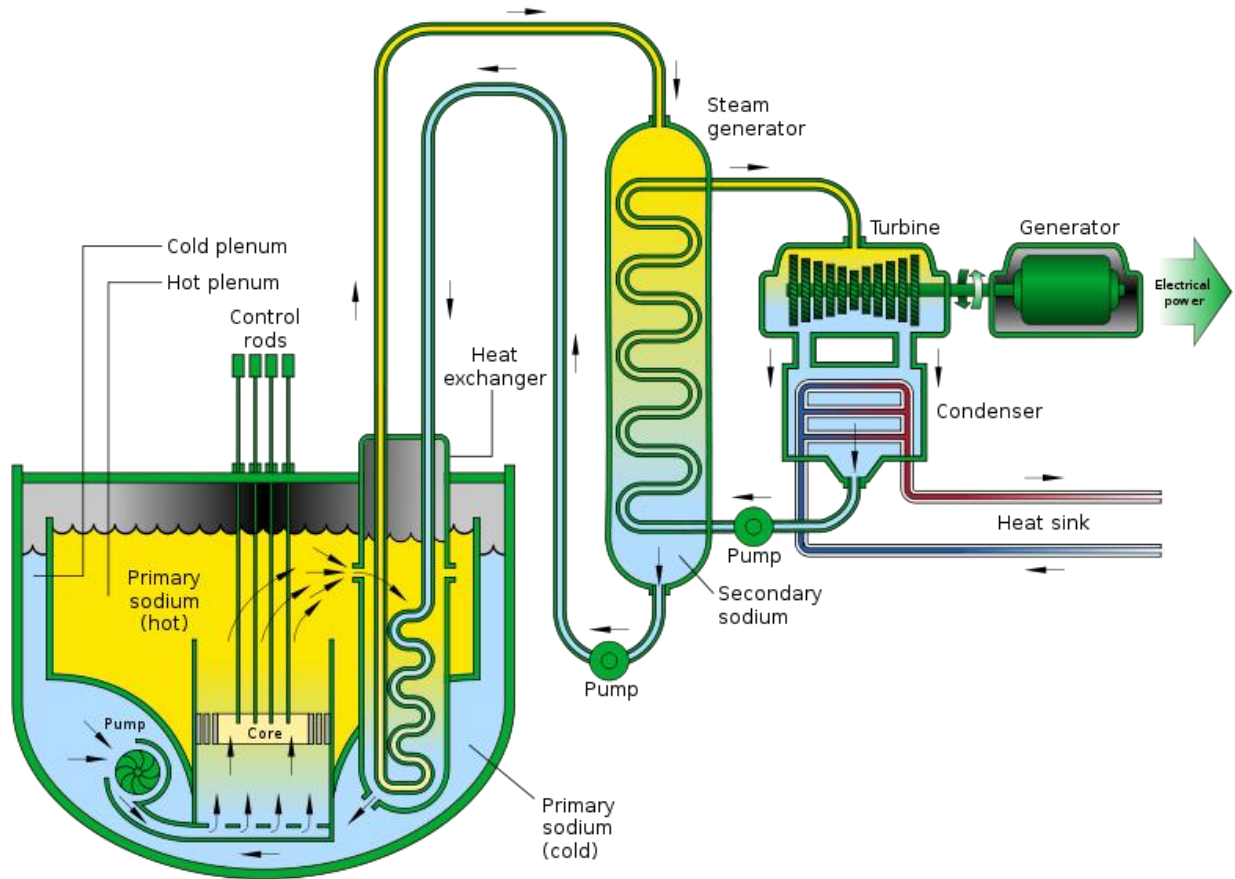 Steam
generator
Turbine
Generator
Cold plenum
Hot plenum
Electrical
power
Control
rods
Heat
exchanger
Condenser
Heat sink
Pump
Primary
sodium
(hot)
Secondary
sodium
Pump
Pump
Core
Primary
sodium
(cold)